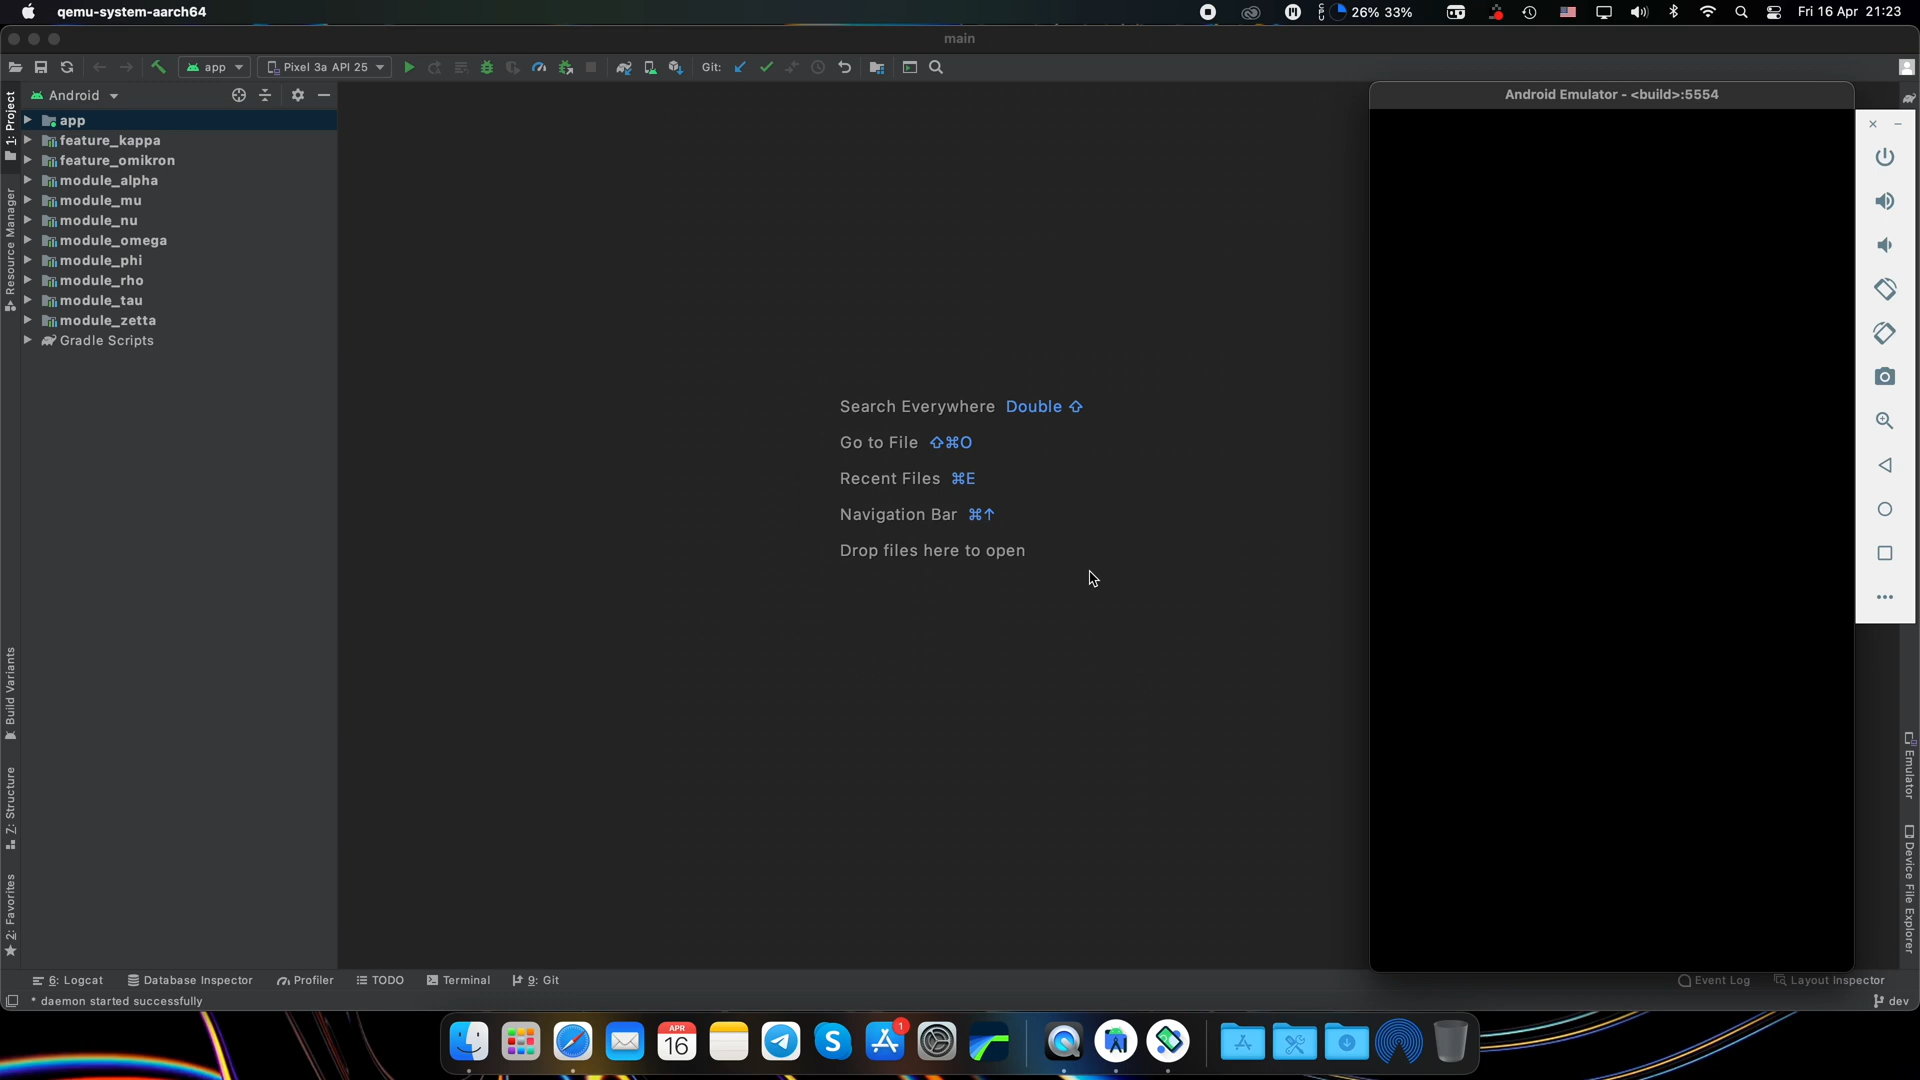 qemu-system-aarch64
26% 33%
Fri 16 Apr 21:23
main
app
Pixel 3a API 25
Git:
Android
Android Emulator - <build>:5554
1: Project
app
feature_kappa
feature_omikron
module_alpha
module_mu
module_nu
module_omega
module_phi
module_rho
module_tau
module_zetta
Gradle Scripts
Resource Manager
Search Everywhere Double ⇧
Go to File ⇧⌘O
Recent Files ⌘E
Navigation Bar ⌘↑
Drop files here to open
Build Variants
Z: Structure
2: Favorites
Emulator
Device File Explorer
6: Logcat
Database Inspector
Profiler
TODO
Terminal
9: Git
Event Log
Layout Inspector
* daemon started successfully
dev
APR
16
1